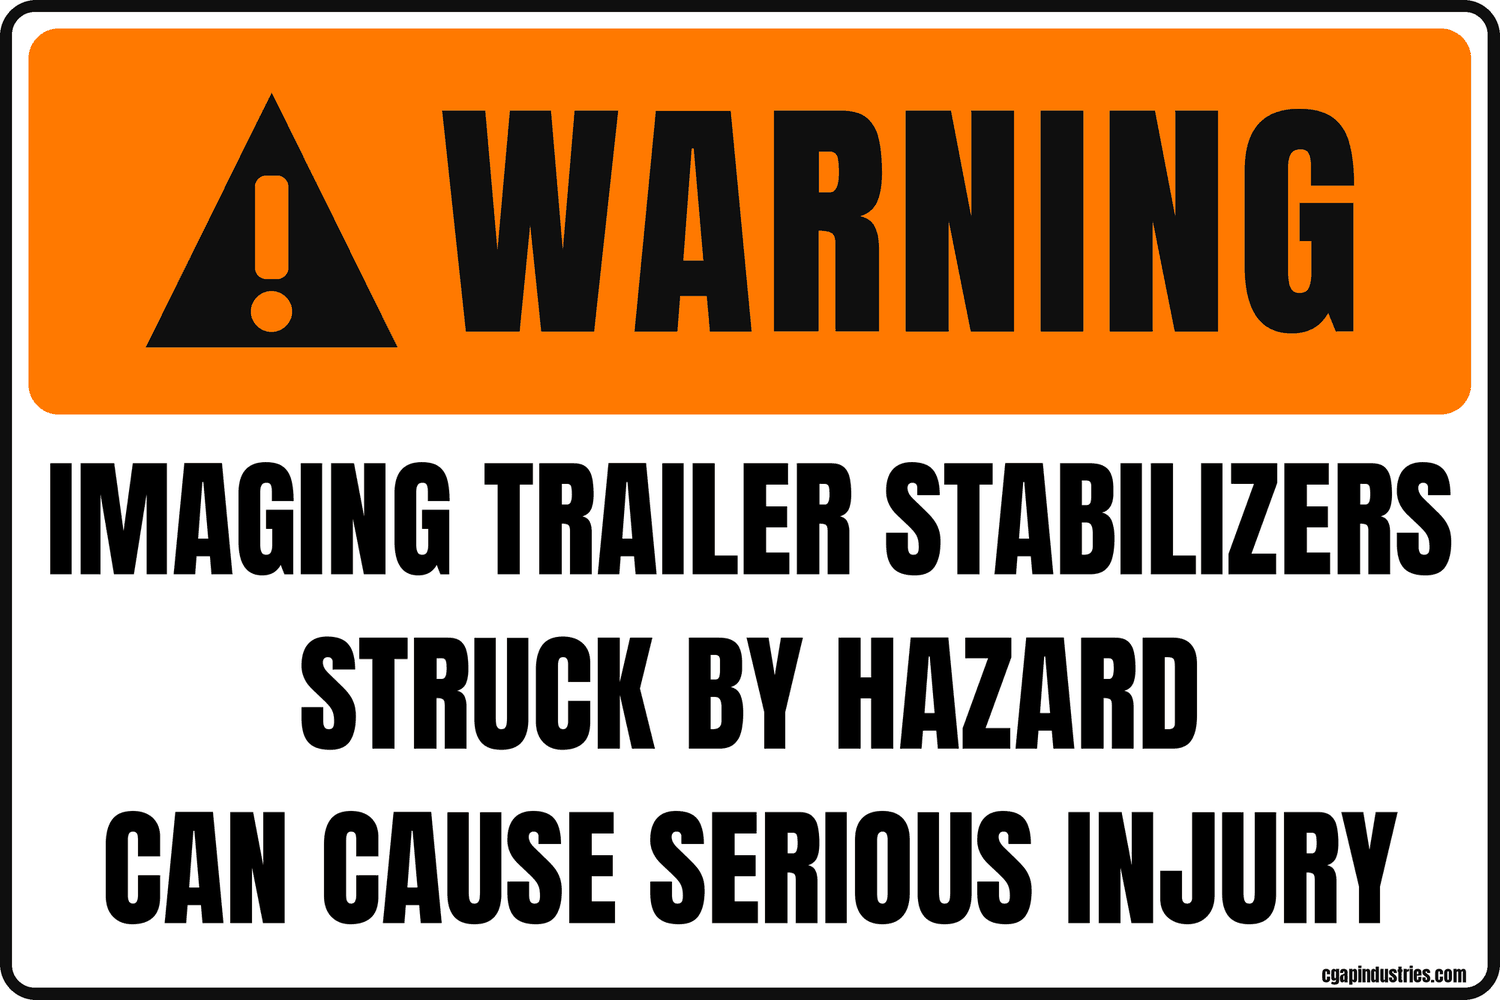 WARNING
IMAGING TRAILER STABILIZERS
STRUCK BY HAZARD
CAN CAUSE SERIOUS INJURY
cgapindustries.com